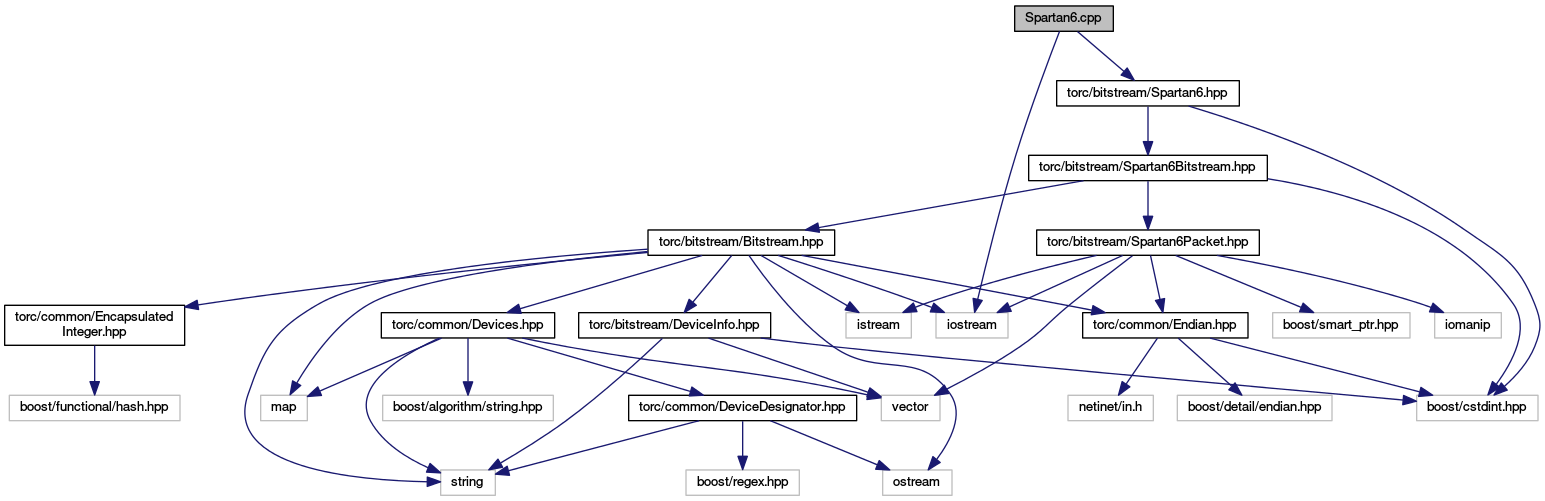 Spartan6.cpp
torc/bitstream/Spartan6.hpp
torc/bitstream/Spartan6Bitstream.hpp
torc/bitstream/Bitstream.hpp
torc/bitstream/Spartan6Packet.hpp
torc/common/Encapsulated
Integer.hpp
torc/common/Devices.hpp
torc/bitstream/DeviceInfo.hpp
istream
iostream
torc/common/Endian.hpp
boost/smart_ptr.hpp
iomanip
boost/functional/hash.hpp
map
boost/algorithm/string.hpp
torc/common/DeviceDesignator.hpp
vector
netinet/in.h
boost/detail/endian.hpp
boost/cstdint.hpp
string
boost/regex.hpp
ostream